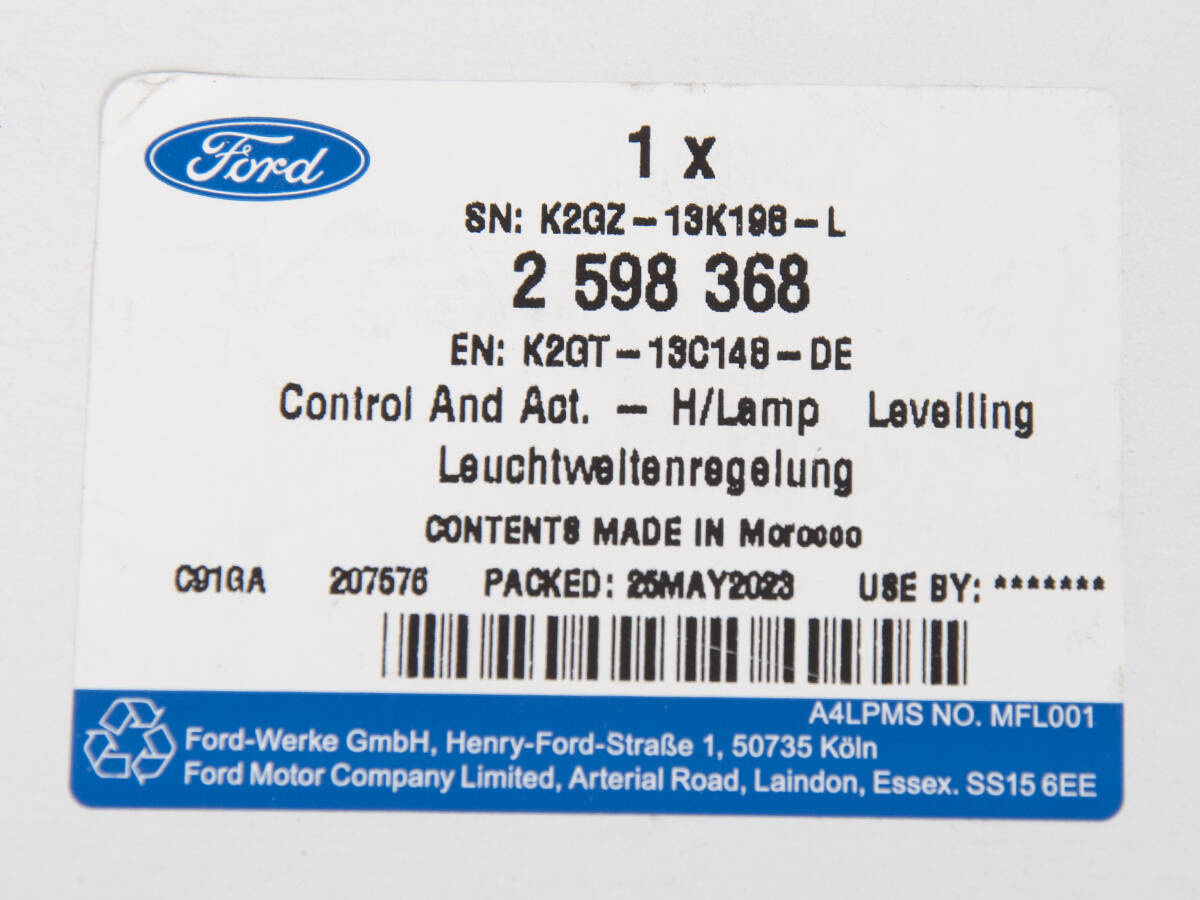 Ford
1 x
SN: K2GZ-13K198-L
2 598 368
EN: K2GT-13C148-DE
Control And Act. - H/Lamp Levelling
Leuchtweitenregelung
CONTENTS MADE IN Morocco
C91GA 207576 PACKED: 25MAY2023 USE BY: *******
A4LPMS NO. MFL001
Ford-Werke GmbH, Henry-Ford-Straße 1, 50735 Köln
Ford Motor Company Limited, Arterial Road, Laindon, Essex. SS15 6EE